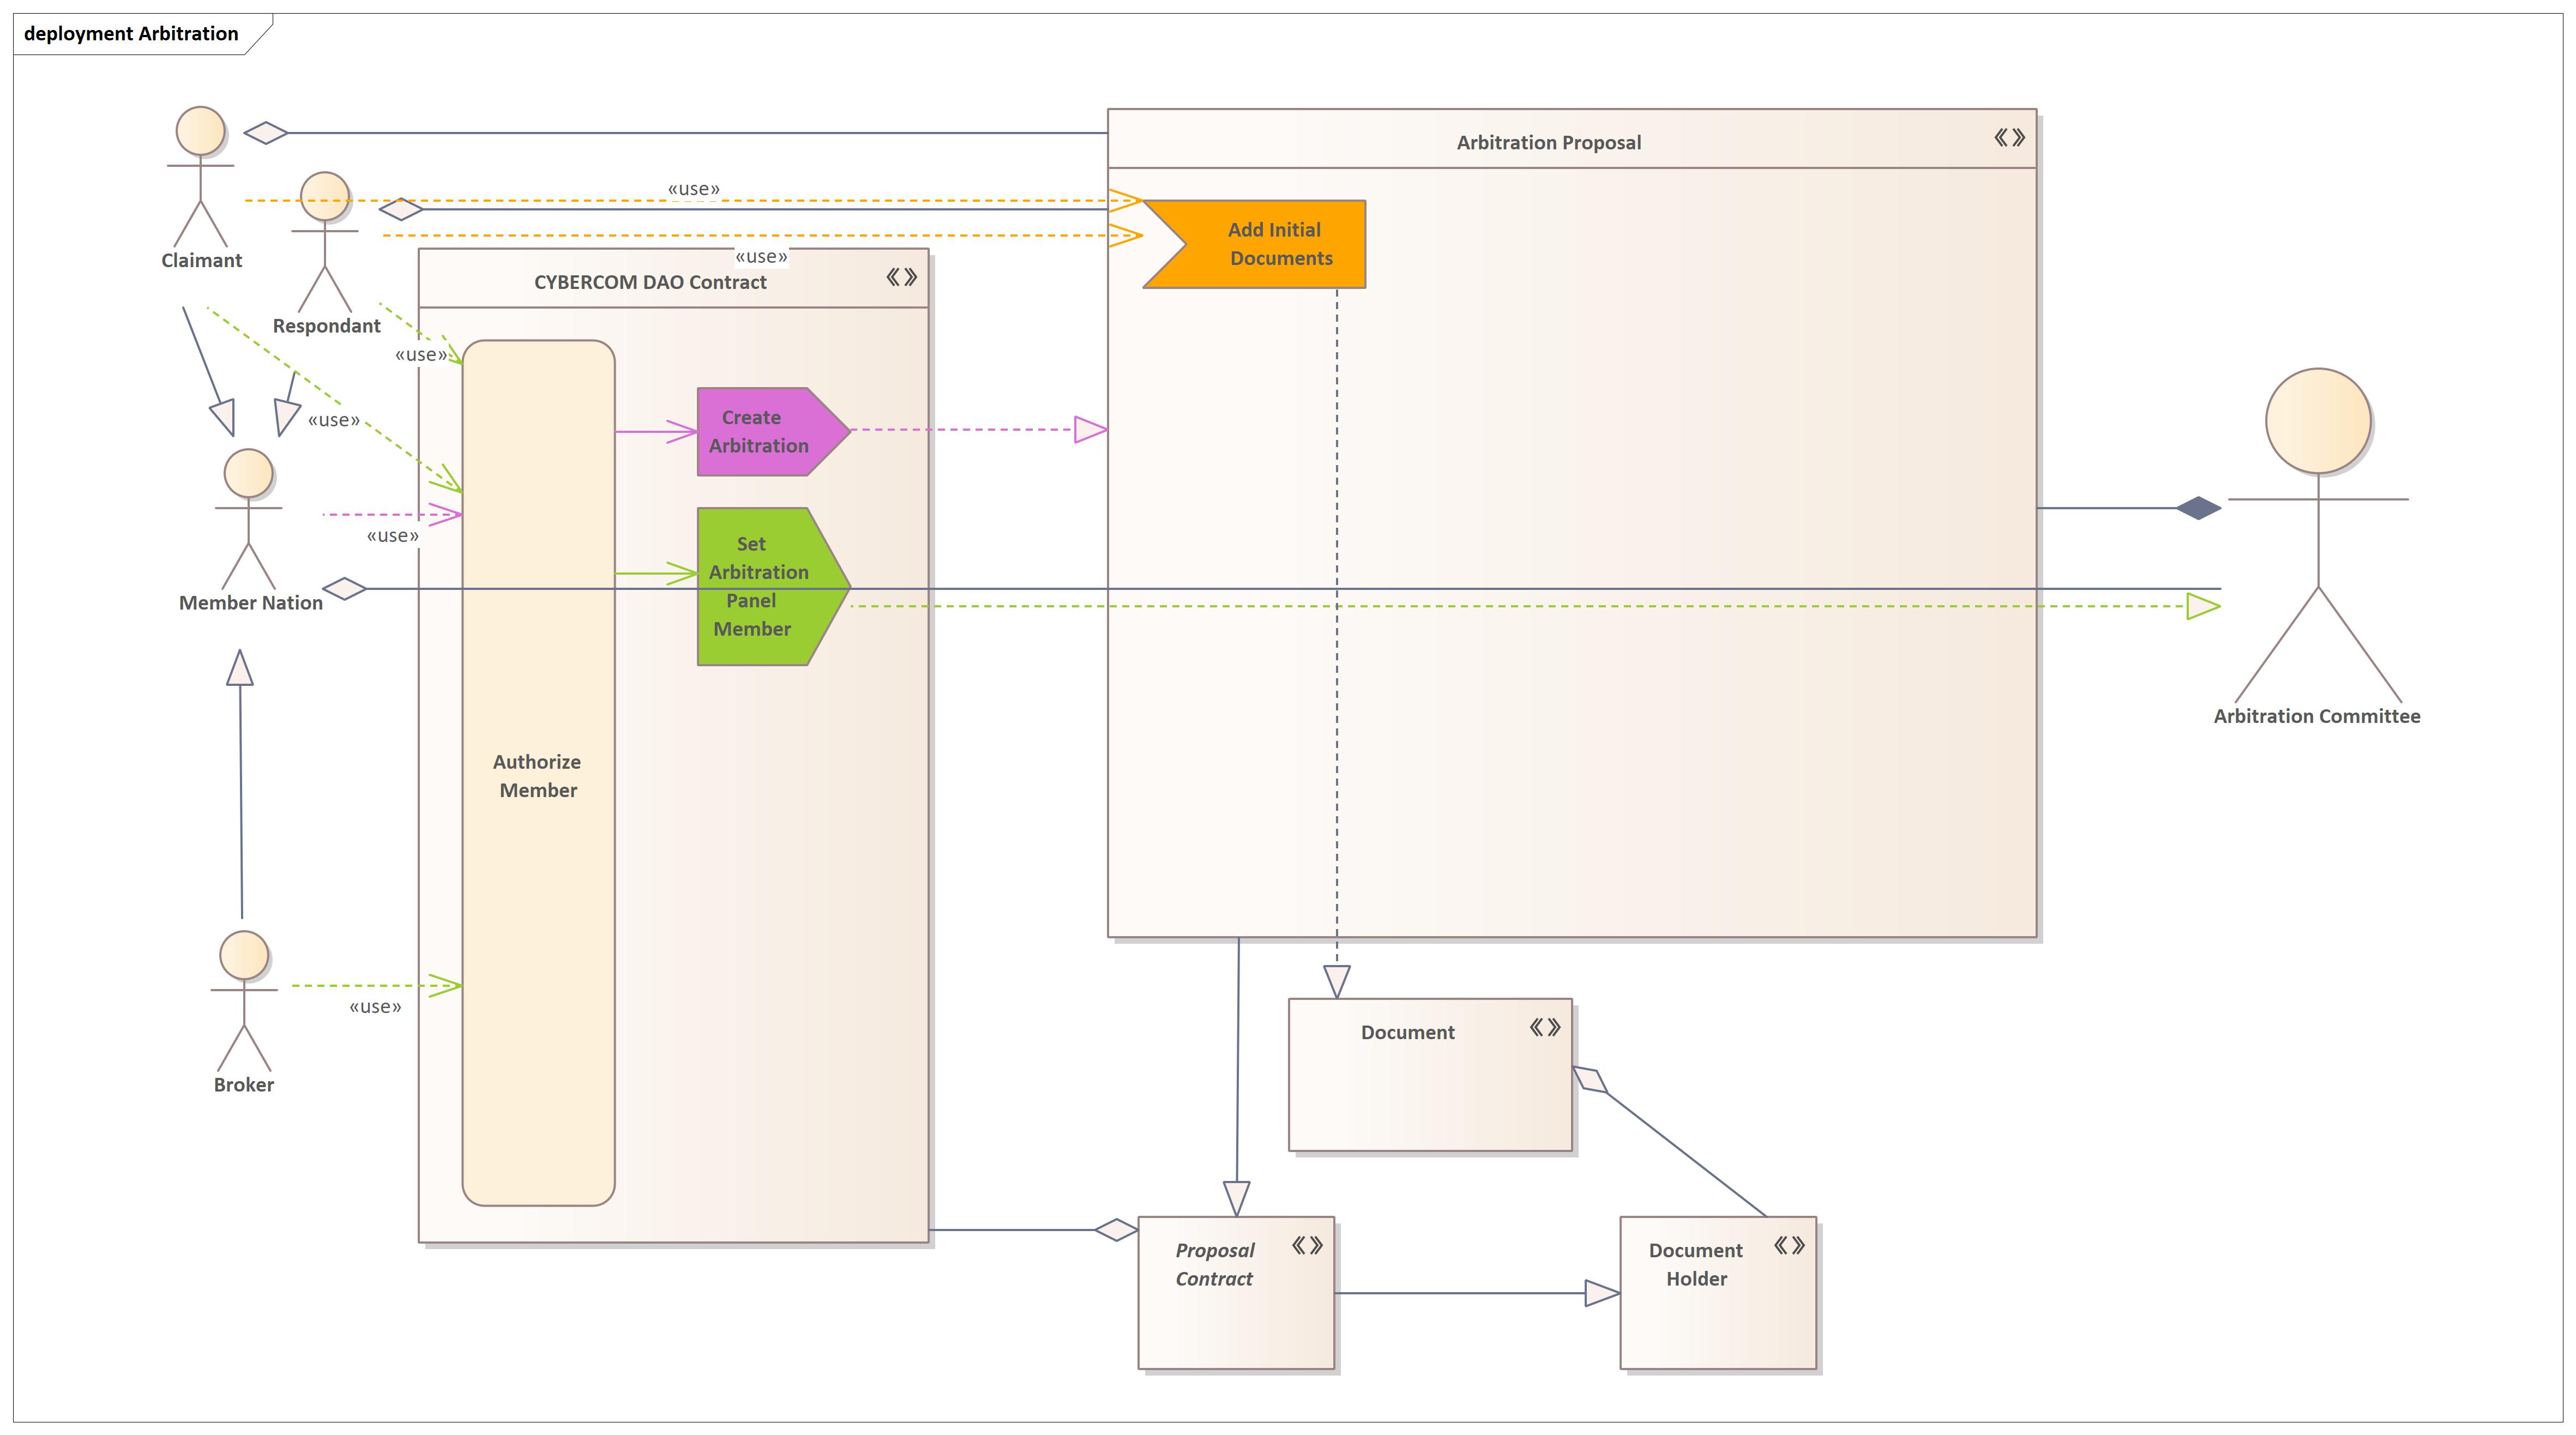 deployment Arbitration
Arbitration Proposal
«use»
Add Initial
Documents
Claimant
«use»
CYBERCOM DAO Contract
Respondant
«use»
Create
Arbitration
«use»
«use»
Set
Arbitration
Panel
Member
Member Nation
Arbitration Committee
Authorize
Member
«use»
Broker
Document
Proposal
Contract
Document
Holder